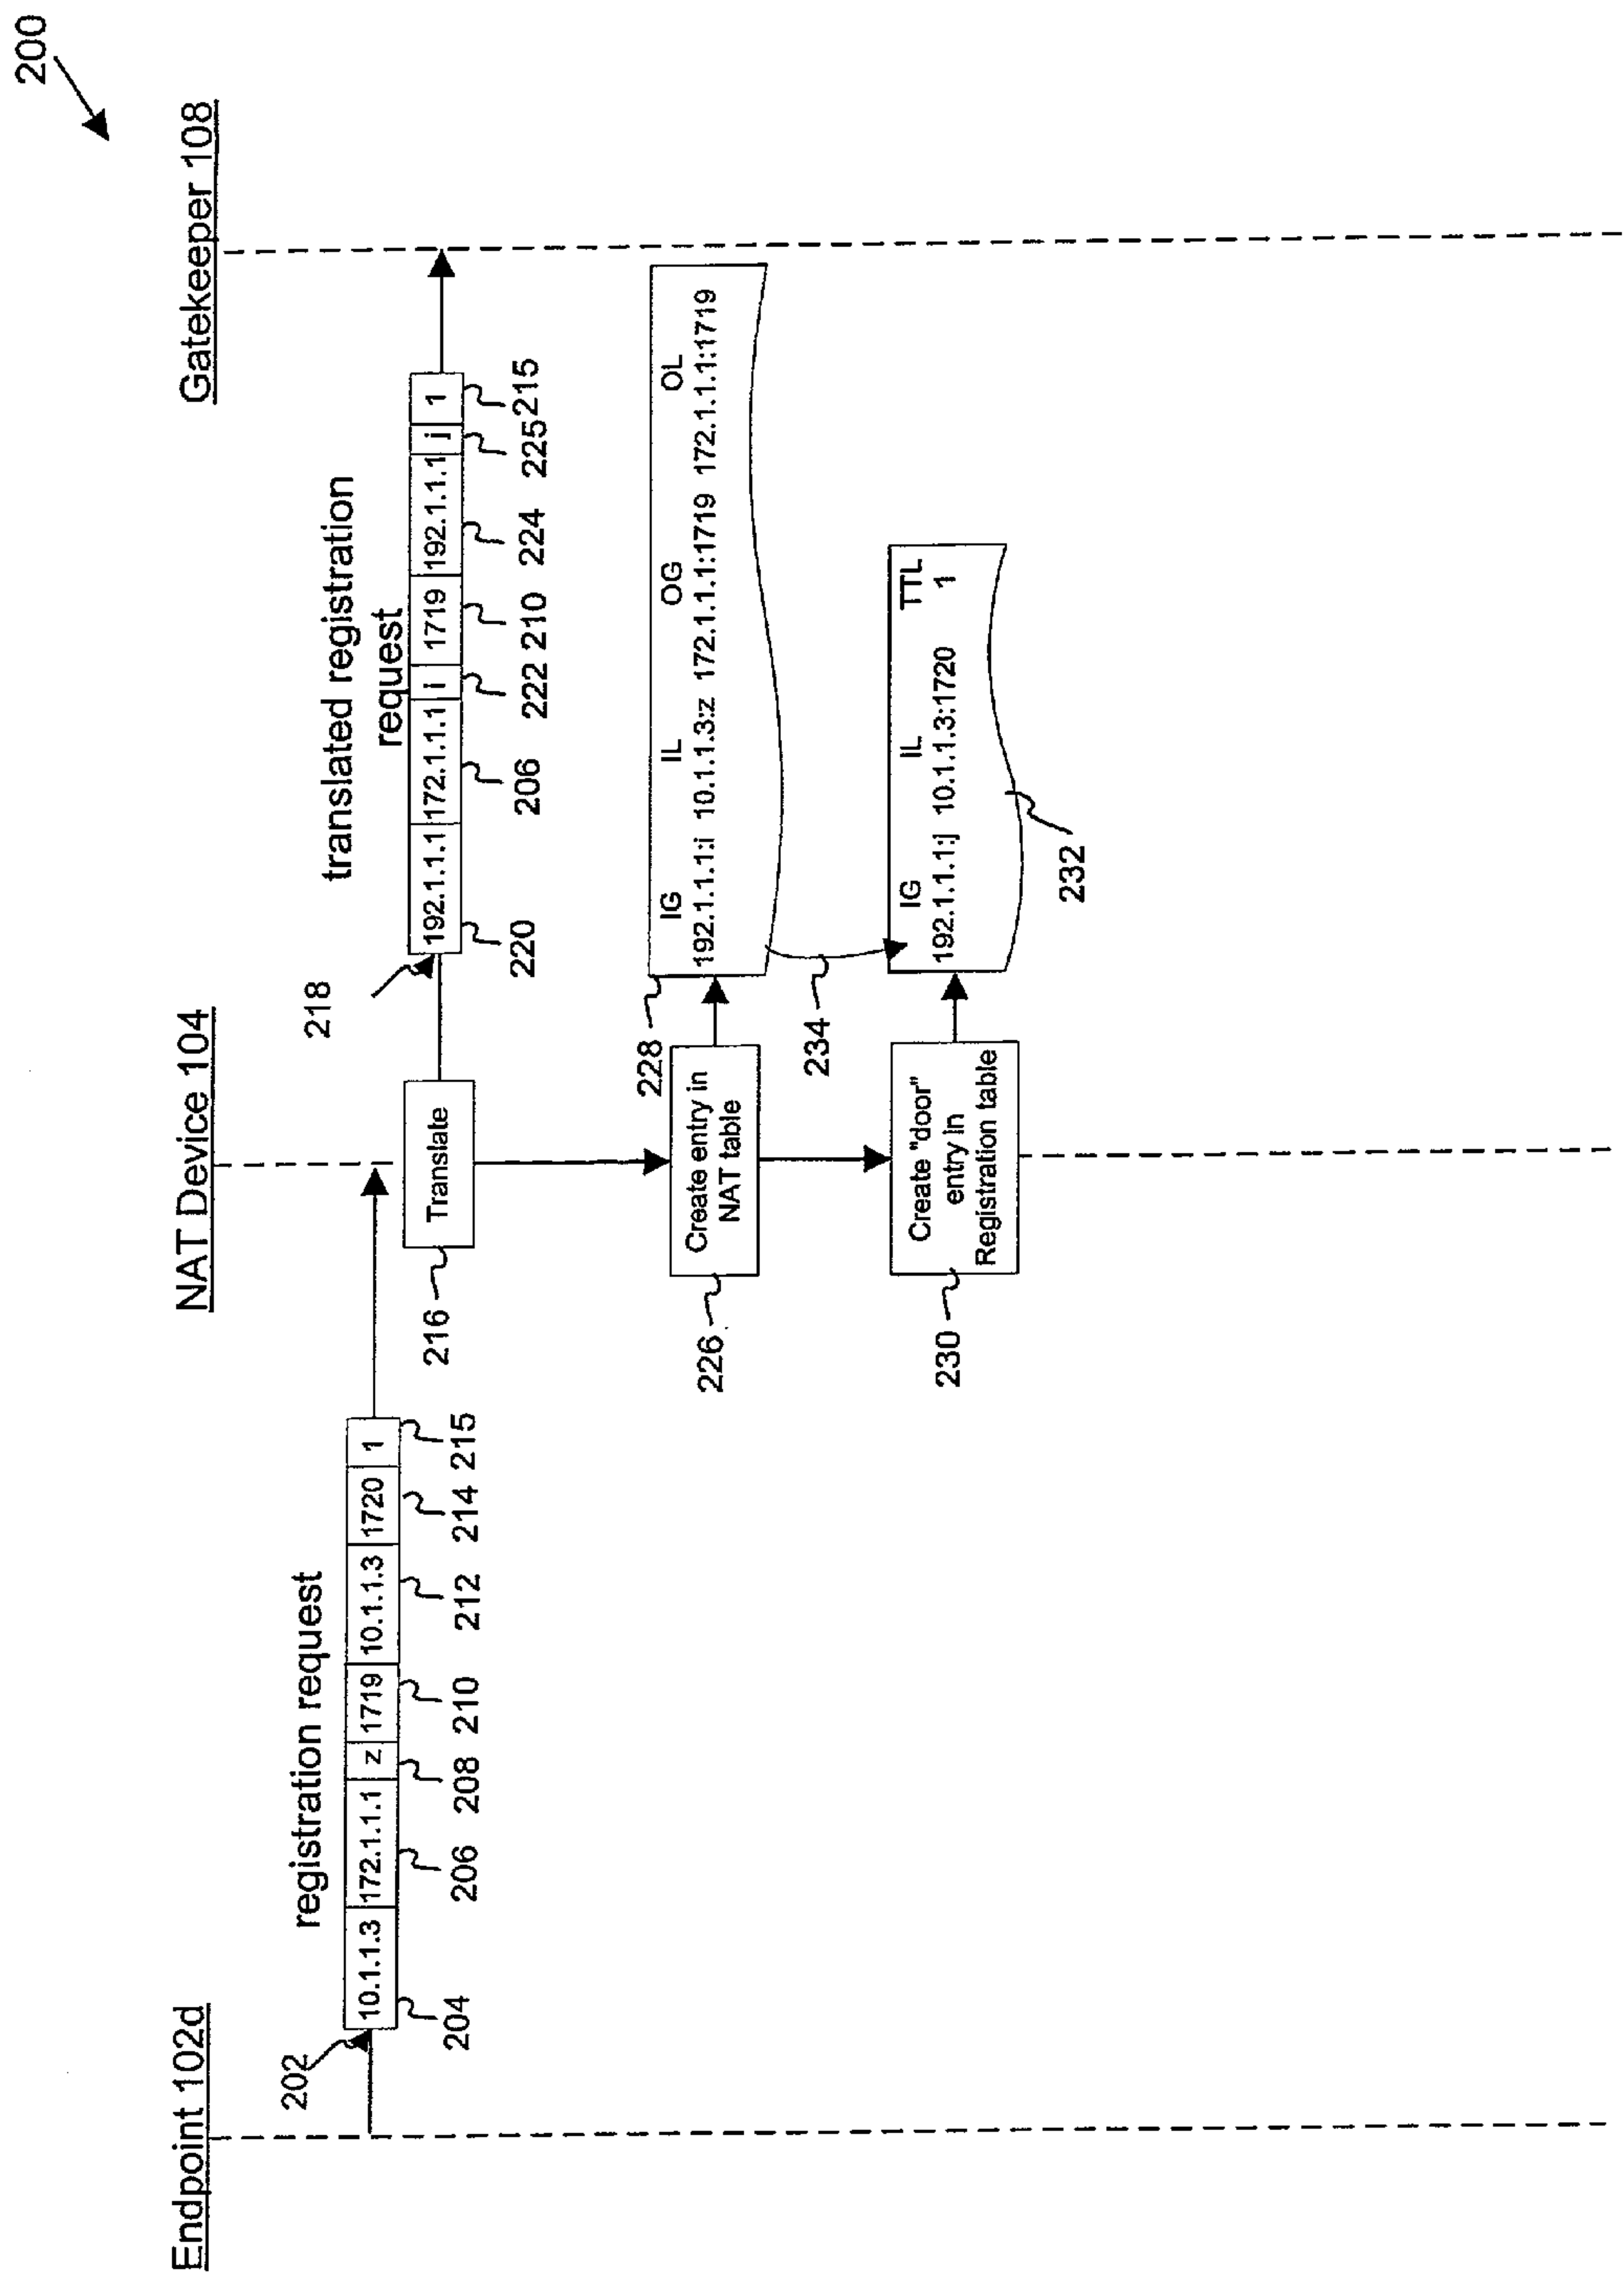 200
Endpoint 102d
NAT Device 104
Gatekeeper 108
registration request
202
10.1.1.3 172.1.1.1 z 1719 10.1.1.3 1720 1
204 206 208 210 212 214 215
translated registration
request
218
192.1.1.1 172.1.1.1 i 1719 192.1.1.1 j 1
220 206 222 210 224 225 215
216
Translate
228
IG IL OG OL
192.1.1.1:i 10.1.1.3:z 172.1.1.1:1719 172.1.1.1:1719
226
Create entry in
NAT table
234
IG IL TTL
192.1.1.1:j 10.1.1.3:1720 1
232
230
Create "door"
entry in
Registration table